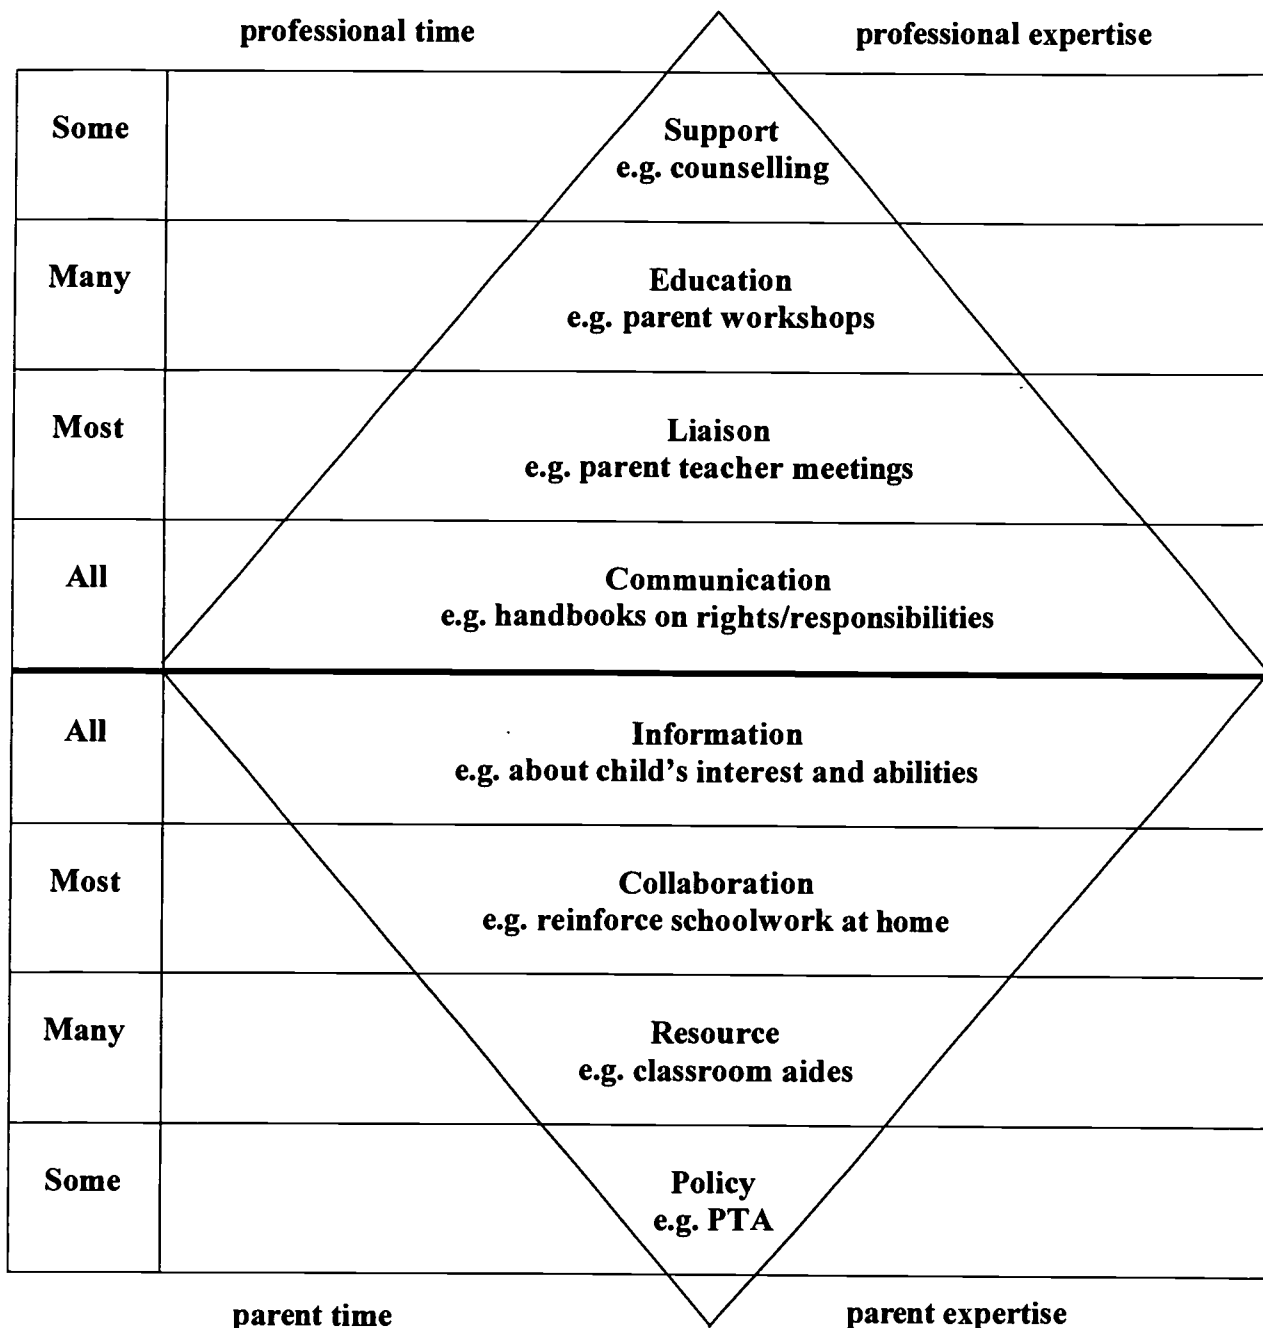 professional time
professional expertise
Some
Support
e.g. counselling
Many
Education
e.g. parent workshops
Most
Liaison
e.g. parent teacher meetings
All
Communication
e.g. handbooks on rights/responsibilities
All
Information
e.g. about child's interest and abilities
Most
Collaboration
e.g. reinforce schoolwork at home
Many
Resource
e.g. classroom aides
Some
Policy
e.g. PTA
parent time
parent expertise